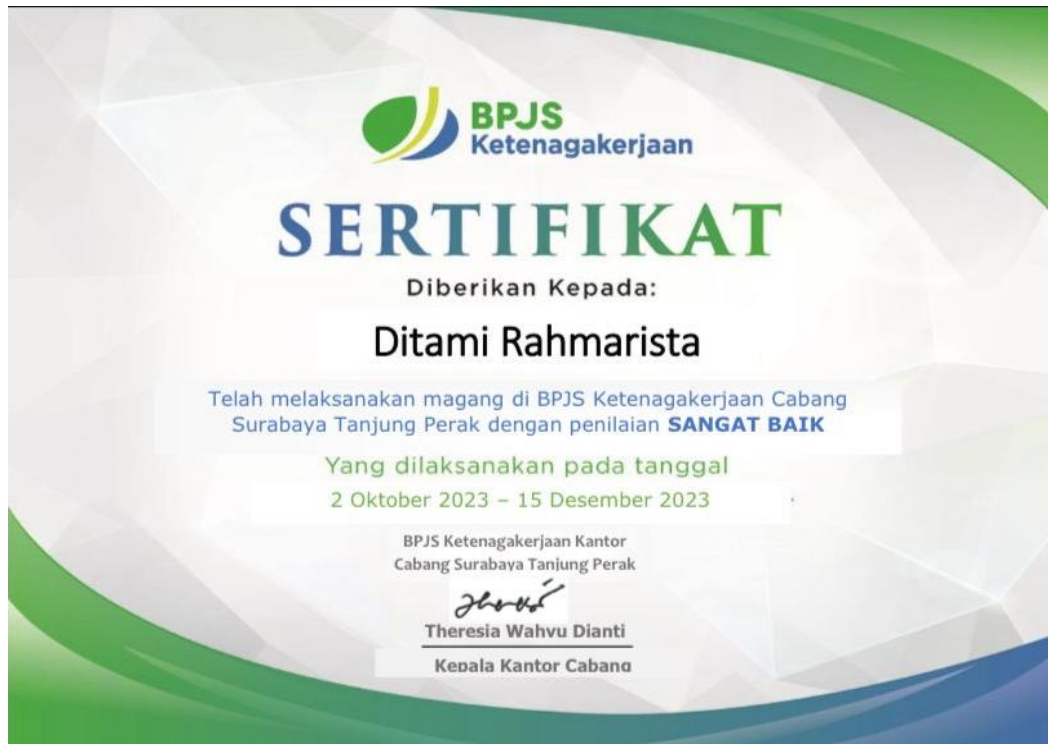 BPJS
Ketenagakerjaan
SERTIFIKAT
Diberikan Kepada:
Ditami Rahmarista
Telah melaksanakan magang di BPJS Ketenagakerjaan Cabang
Surabaya Tanjung Perak dengan penilaian SANGAT BAIK
Yang dilaksanakan pada tanggal
2 Oktober 2023 – 15 Desember 2023
BPJS Ketenagakerjaan Kantor
Cabang Surabaya Tanjung Perak
Theresia Wahyu Dianti
Kepala Kantor Cabang